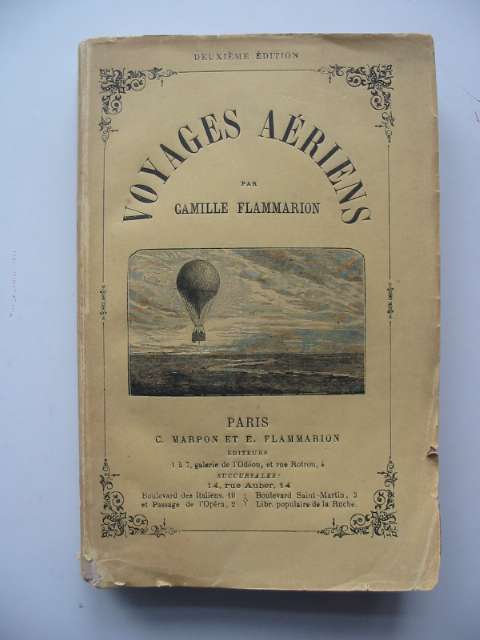 DEUXIÈME ÉDITION
VOYAGES AÉRIENS
PAR
CAMILLE FLAMMARION
PARIS
C. MARPON ET E. FLAMMARION
ÉDITEURS
1 à 7, galerie de l'Odéon, et rue Rotrou, 4
SUCCURSALES:
14, rue Auber, 14
Boulevard des Italiens, 10 Boulevard Saint-Martin, 3
et Passage de l'Opéra, 2 Libr. populaire de la Ruche.